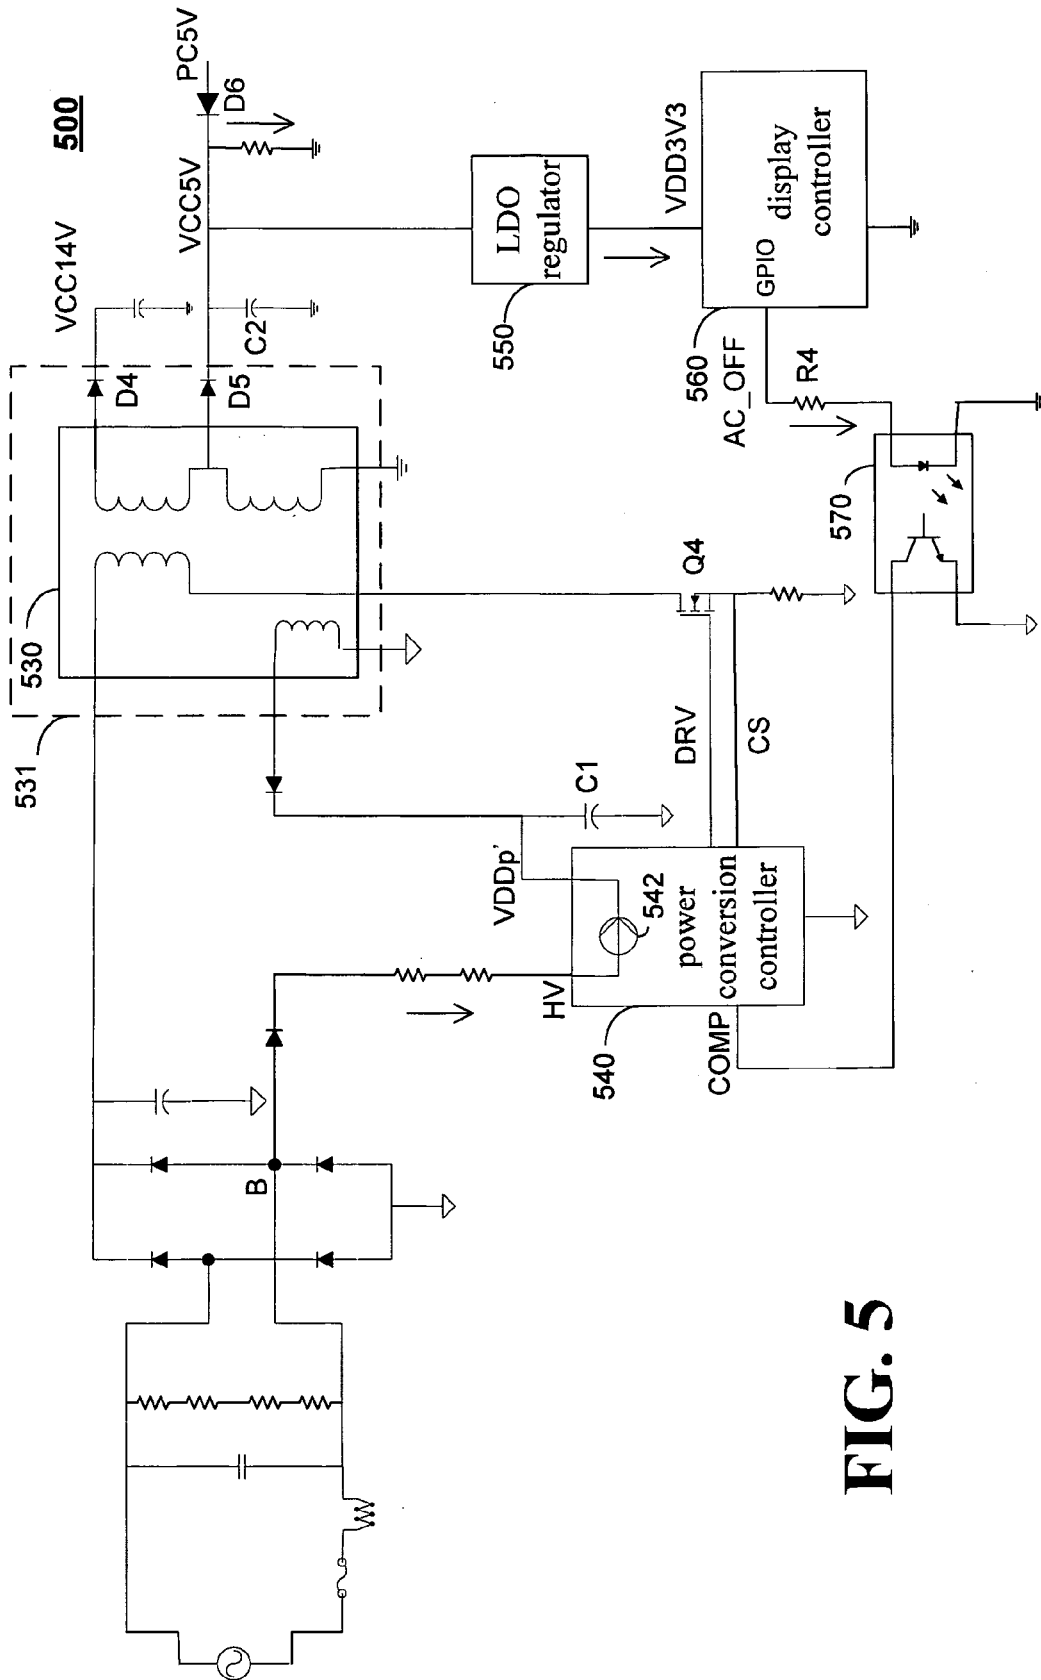 500
PC5V
D6
VCC5V
VCC14V
C2
D4
D5
530
531
LDO
regulator
550
VDD3V3
display
controller
GPIO
560
AC_OFF
R4
570
Q4
DRV
CS
C1
VDDp'
542
power
conversion
controller
HV
540
COMP
B
FIG. 5